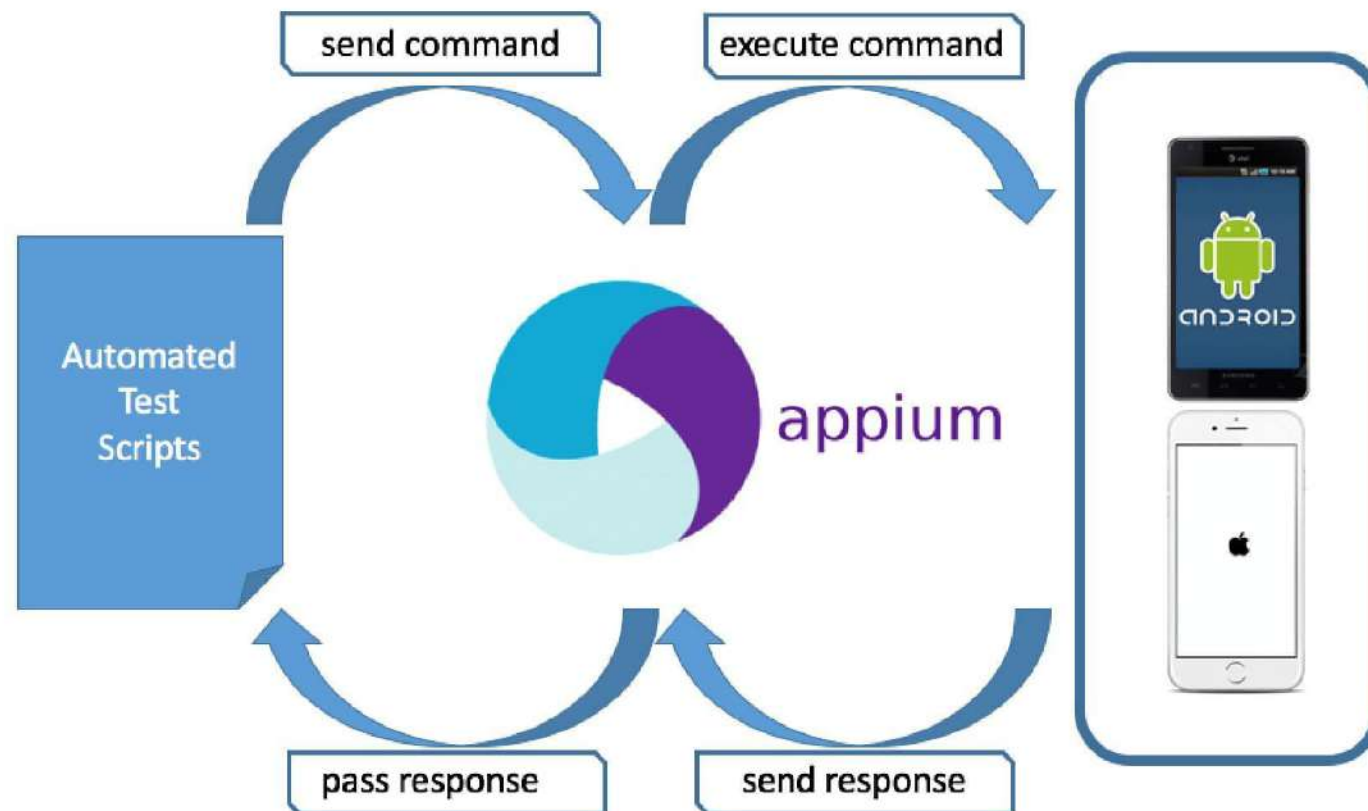 send command
execute command
Automated
Test
Scripts
appium
ANDROID
pass response
send response